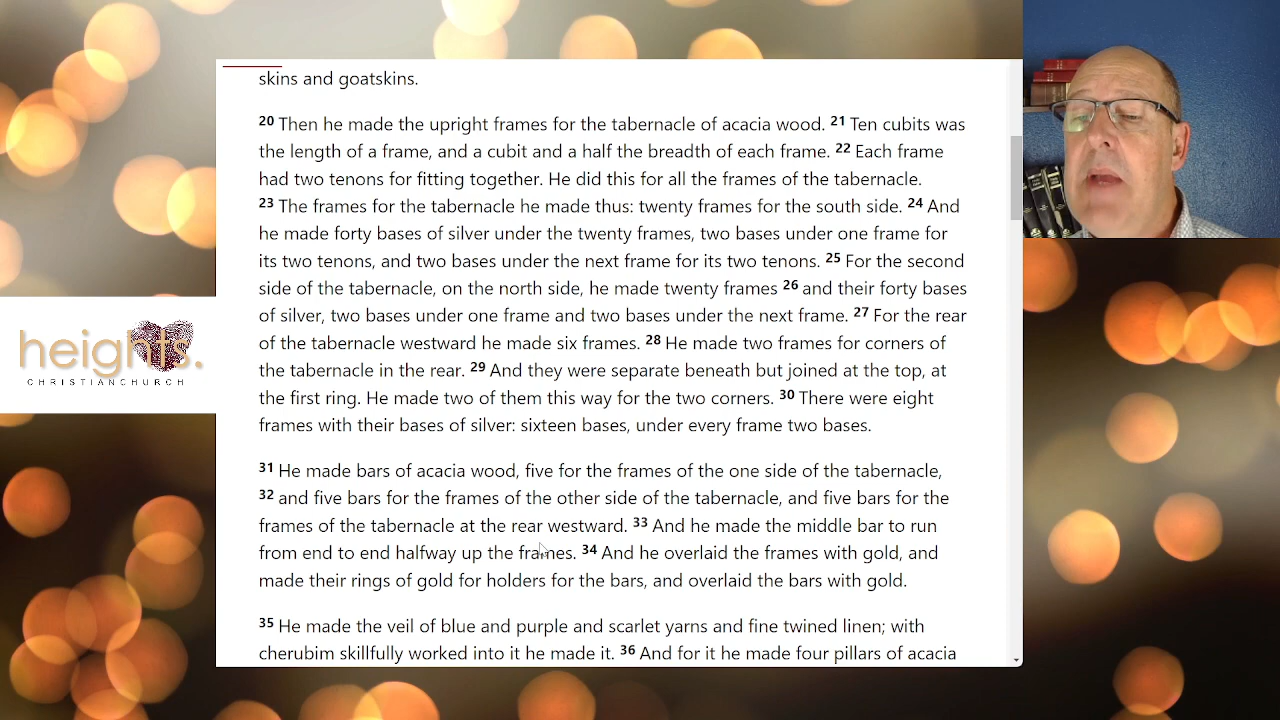 skins and goatskins.
20 Then he made the upright frames for the tabernacle of acacia wood. 21 Ten cubits was
the length of a frame, and a cubit and a half the breadth of each frame. 22 Each frame
had two tenons for fitting together. He did this for all the frames of the tabernacle.
23 The frames for the tabernacle he made thus: twenty frames for the south side. 24 And
he made forty bases of silver under the twenty frames, two bases under one frame for
its two tenons, and two bases under the next frame for its two tenons. 25 For the second
side of the tabernacle, on the north side, he made twenty frames 26 and their forty bases
of silver, two bases under one frame and two bases under the next frame. 27 For the rear
of the tabernacle westward he made six frames. 28 He made two frames for corners of
the tabernacle in the rear. 29 And they were separate beneath but joined at the top, at
the first ring. He made two of them this way for the two corners. 30 There were eight
frames with their bases of silver: sixteen bases, under every frame two bases.
31 He made bars of acacia wood, five for the frames of the one side of the tabernacle,
32 and five bars for the frames of the other side of the tabernacle, and five bars for the
frames of the tabernacle at the rear westward. 33 And he made the middle bar to run
from end to end halfway up the frames. 34 And he overlaid the frames with gold, and
made their rings of gold for holders for the bars, and overlaid the bars with gold.
35 He made the veil of blue and purple and scarlet yarns and fine twined linen; with
cherubim skillfully worked into it he made it. 36 And for it he made four pillars of acacia
heights.
CHRISTIANCHURCH